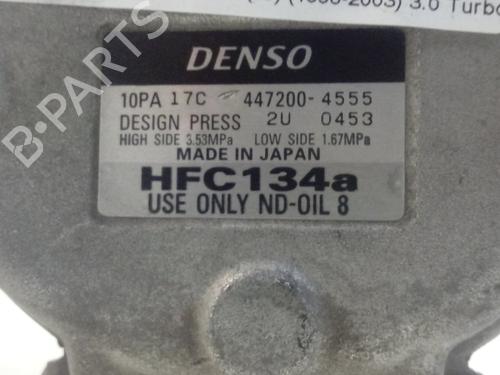 -2003) 3.0 Turbo
DENSO
10PA 17C 447200-4555
DESIGN PRESS 2U 0453
HIGH SIDE 3.53MPa LOW SIDE 1.67MPa
MADE IN JAPAN
HFC134a
USE ONLY ND-OIL 8
B-PARTS